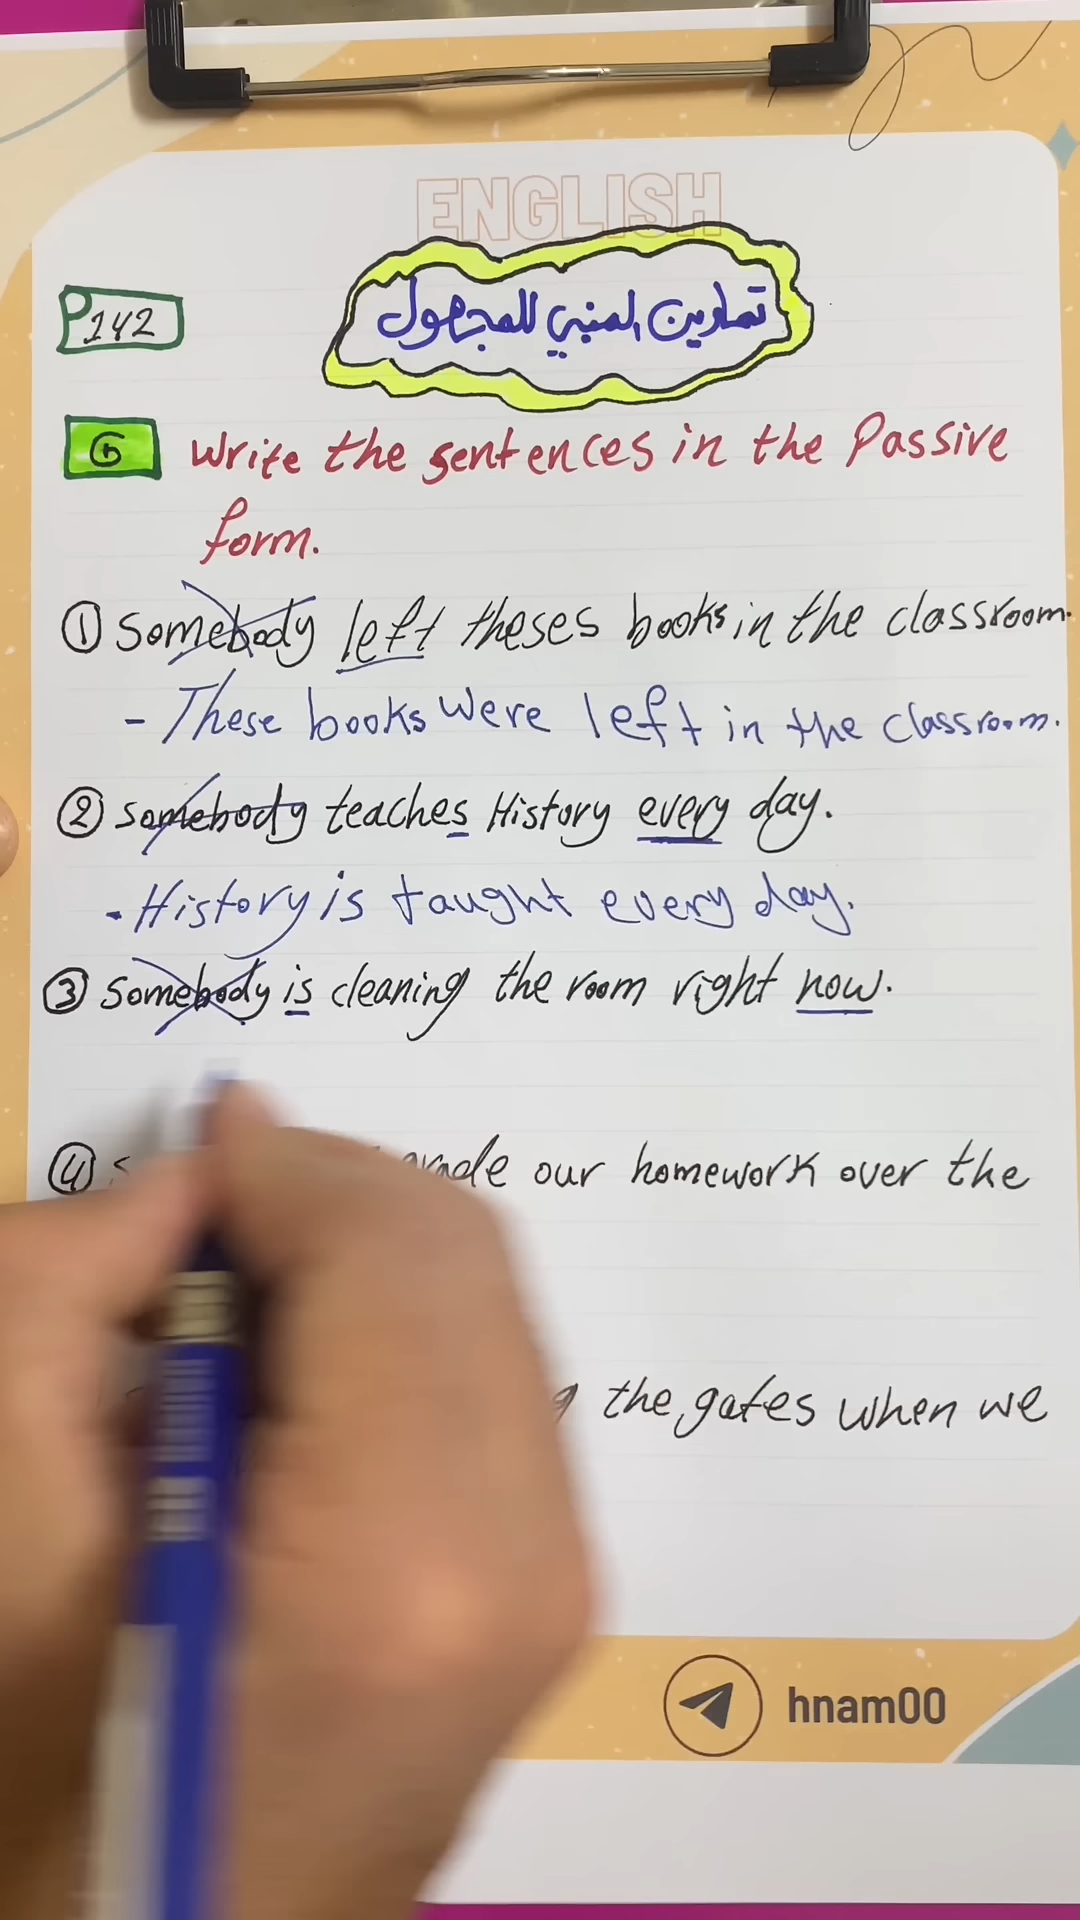 ENGLISH
تمارين المبني للمجهول
P142
G Write the sentences in the Passive
form.
① Somebody left theses books in the classroom.
- These books were left in the classroom.
② Somebody teaches History every day.
- History is taught every day.
③ Somebody is cleaning the room right now.
④ grade our homework over the
the gates when we
hnam00